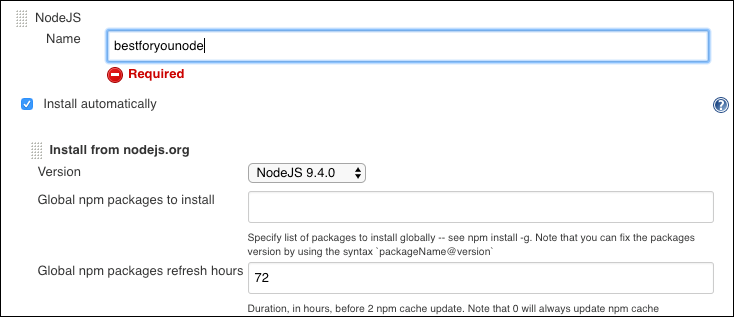 NodeJS
Name
bestforyounode
Required
Install automatically
?
Install from nodejs.org
Version
NodeJS 9.4.0
Global npm packages to install
Specify list of packages to install globally -- see npm install -g. Note that you can fix the packages
version by using the syntax `packageName@version`
Global npm packages refresh hours
72
Duration, in hours, before 2 npm cache update. Note that 0 will always update npm cache